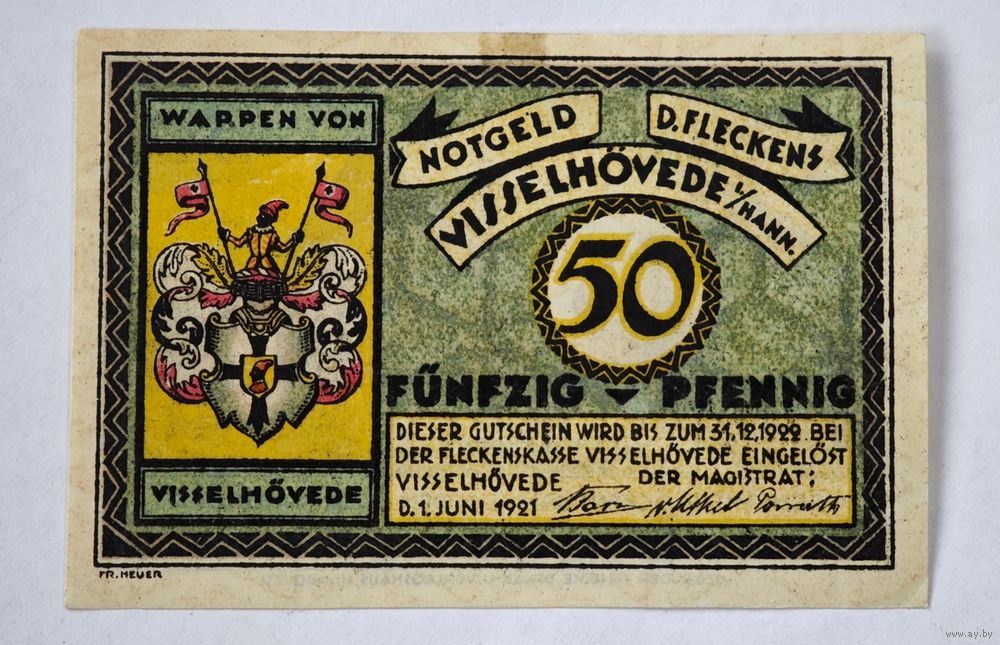 WAPPEN VON
VISSELHÖVEDE
NOTGELD D. FLECKENS
VISSELHÖVEDE I/HANN.
50
FÜNFZIG PFENNIG
DIESER GUTSCHEIN WIRD BIS ZUM 31.12.1922. BEI
DER FLECKENSKASSE VISSELHÖVEDE EINGELÖST
VISSELHÖVEDE DER MAGISTRAT:
D. 1. JUNI 1921
FR. HEUER
www.ay.by